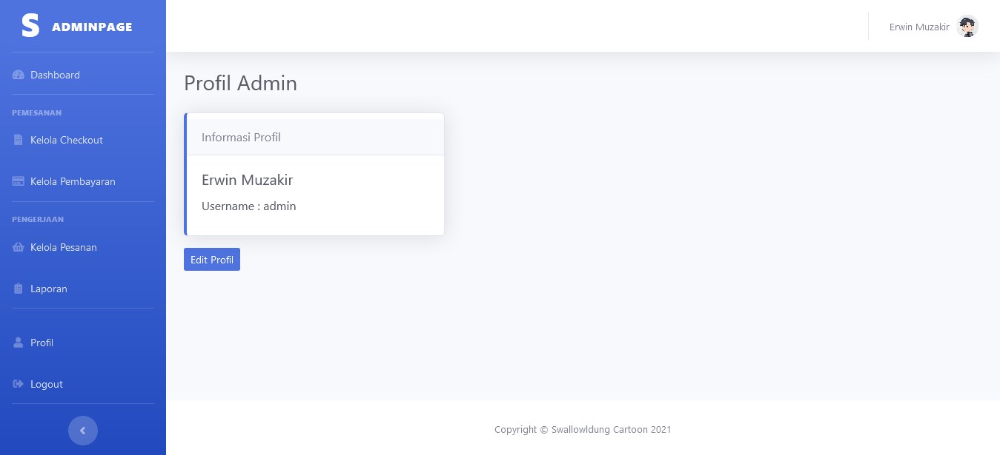 S ADMINPAGE
Erwin Muzakir
Dashboard
PEMESANAN
Kelola Checkout
Kelola Pembayaran
PENGERJAAN
Kelola Pesanan
Laporan
Profil
Logout
Profil Admin
Informasi Profil
Erwin Muzakir
Username : admin
Edit Profil
Copyright © Swallowldung Cartoon 2021